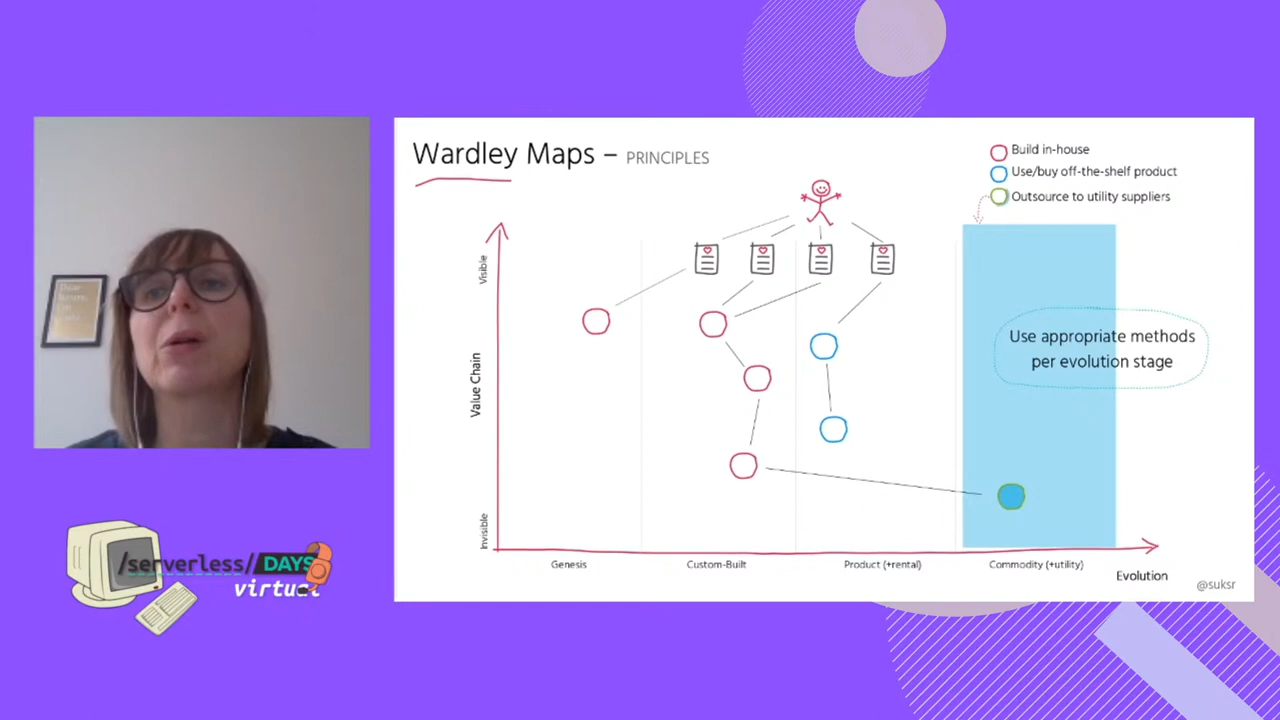 Wardley Maps – PRINCIPLES
Build in-house
Use/buy off-the-shelf product
Outsource to utility suppliers
Visible
Value Chain
Invisible
Use appropriate methods
per evolution stage
Genesis
Custom-Built
Product (+rental)
Commodity (+utility)
Evolution
@suksr
/serverless/DAYS
virtual